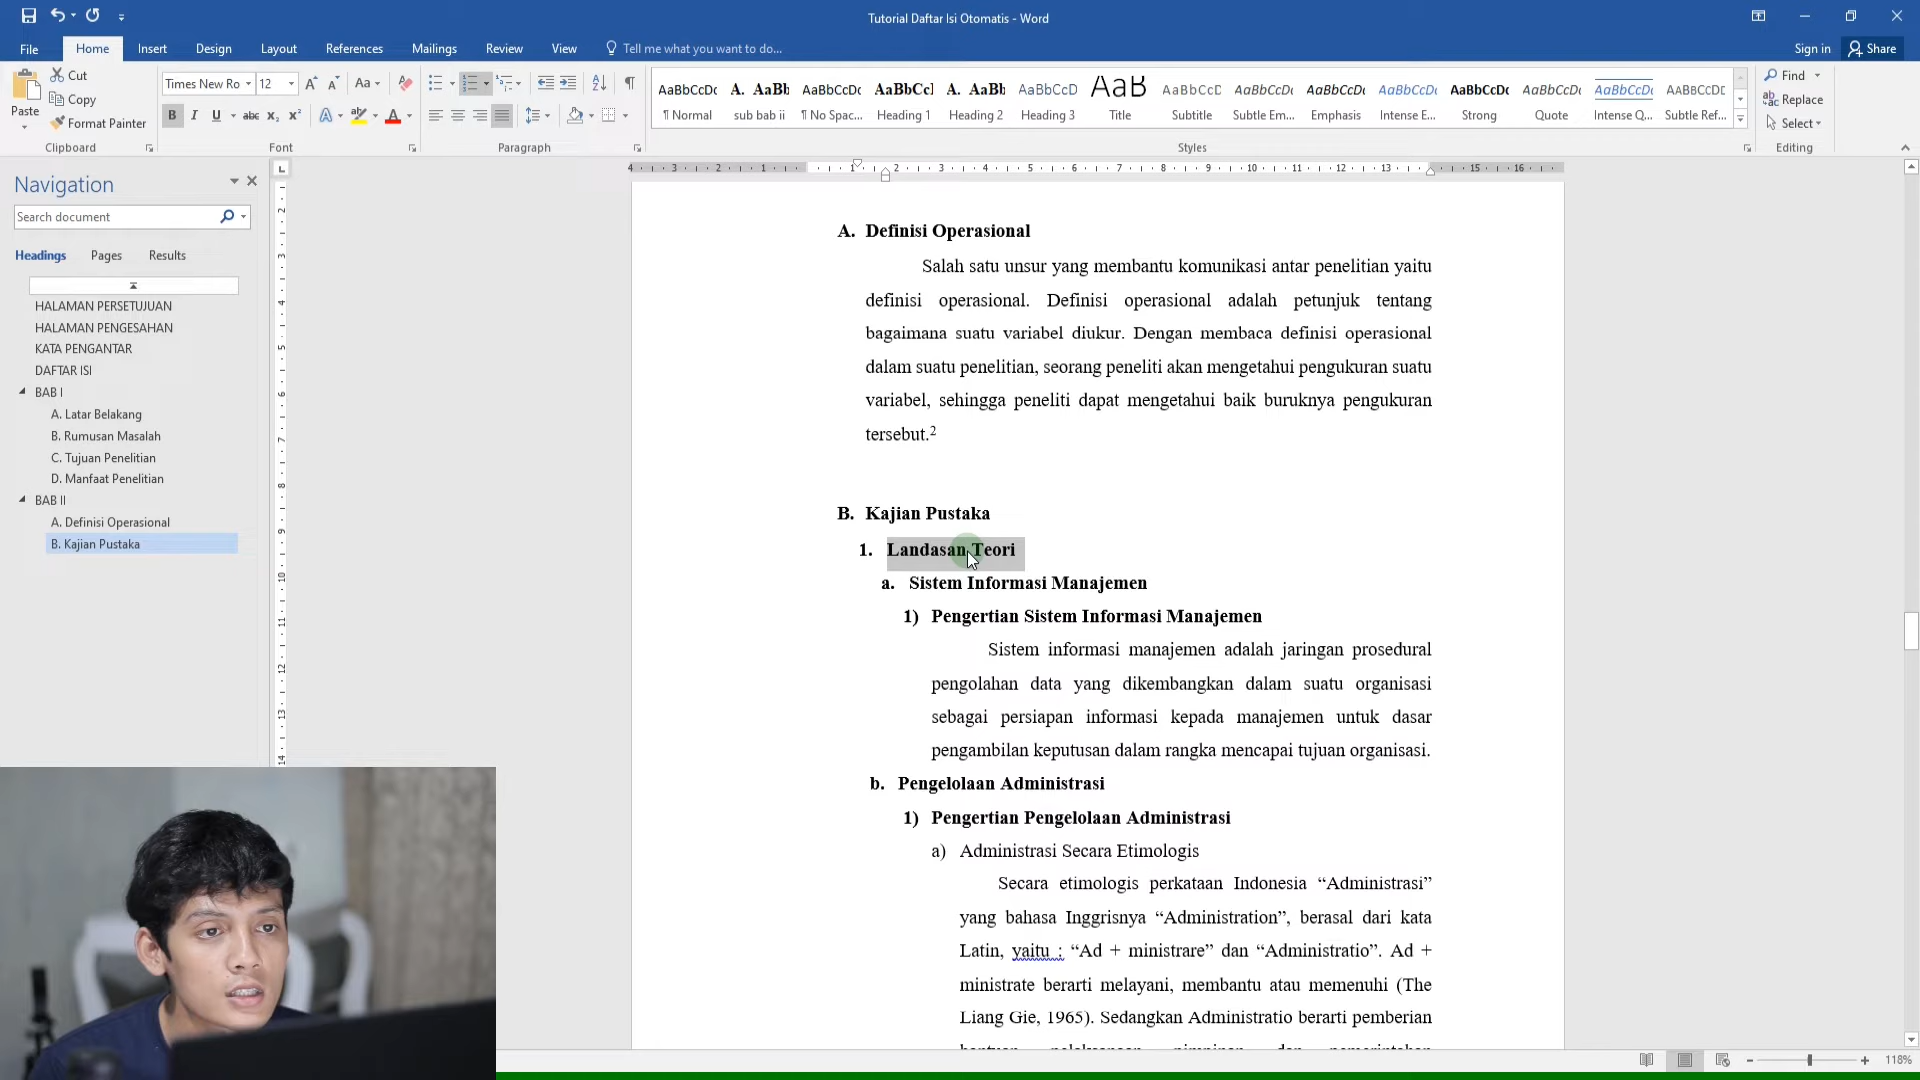 Tutorial Daftar Isi Otomatis - Word
File Home Insert Design Layout References Mailings Review View Tell me what you want to do...
Sign in Share
Paste
Cut
Copy
Format Painter
Clipboard
Times New Ro 12
Font
Paragraph
AaBbCcDc ¶ Normal
A. AaBb sub bab ii
AaBbCcDc ¶ No Spac...
AaBbCcI Heading 1
A. AaBb Heading 2
AaBbCcD Heading 3
AaB Title
AaBbCcC Subtitle
AaBbCcDc Subtle Em...
AaBbCcDc Emphasis
AaBbCcDc Intense E...
AaBbCcDc Strong
AaBbCcDc Quote
AaBbCcDc Intense Q...
AABBCCDE Subtle Ref...
Styles
Find
Replace
Select
Editing
Navigation
Search document
Headings Pages Results
HALAMAN PERSETUJUAN
HALAMAN PENGESAHAN
KATA PENGANTAR
DAFTAR ISI
BAB I
A. Latar Belakang
B. Rumusan Masalah
C. Tujuan Penelitian
D. Manfaat Penelitian
BAB II
A. Definisi Operasional
B. Kajian Pustaka
A. Definisi Operasional
Salah satu unsur yang membantu komunikasi antar penelitian yaitu
definisi operasional. Definisi operasional adalah petunjuk tentang
bagaimana suatu variabel diukur. Dengan membaca definisi operasional
dalam suatu penelitian, seorang peneliti akan mengetahui pengukuran suatu
variabel, sehingga peneliti dapat mengetahui baik buruknya pengukuran
tersebut.²
B. Kajian Pustaka
1. Landasan Teori
a. Sistem Informasi Manajemen
1) Pengertian Sistem Informasi Manajemen
Sistem informasi manajemen adalah jaringan prosedural
pengolahan data yang dikembangkan dalam suatu organisasi
sebagai persiapan informasi kepada manajemen untuk dasar
pengambilan keputusan dalam rangka mencapai tujuan organisasi.
b. Pengelolaan Administrasi
1) Pengertian Pengelolaan Administrasi
a) Administrasi Secara Etimologis
Secara etimologis perkataan Indonesia “Administrasi”
yang bahasa Inggrisnya “Administration”, berasal dari kata
Latin, yaitu : “Ad + ministrare” dan “Administratio”. Ad +
ministrate berarti melayani, membantu atau memenuhi (The
Liang Gie, 1965). Sedangkan Administratio berarti pemberian
118%